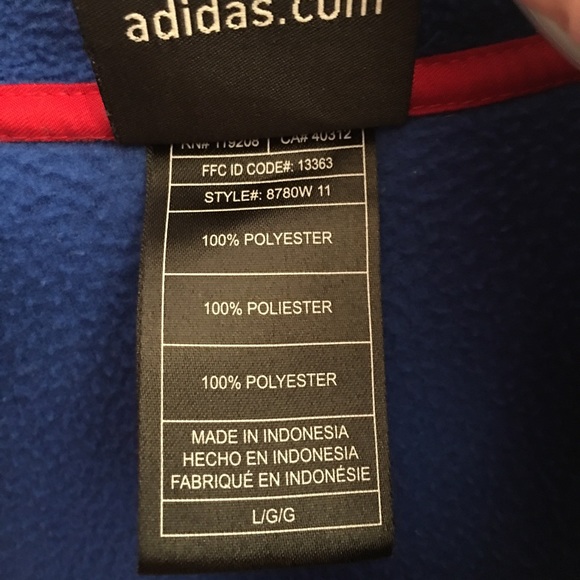 adidas.com
RN# 119208 CA# 40312
FFC ID CODE#: 13363
STYLE#: 8780W 11
100% POLYESTER
100% POLIESTER
100% POLYESTER
MADE IN INDONESIA
HECHO EN INDONESIA
FABRIQUÉ EN INDONÉSIE
L/G/G